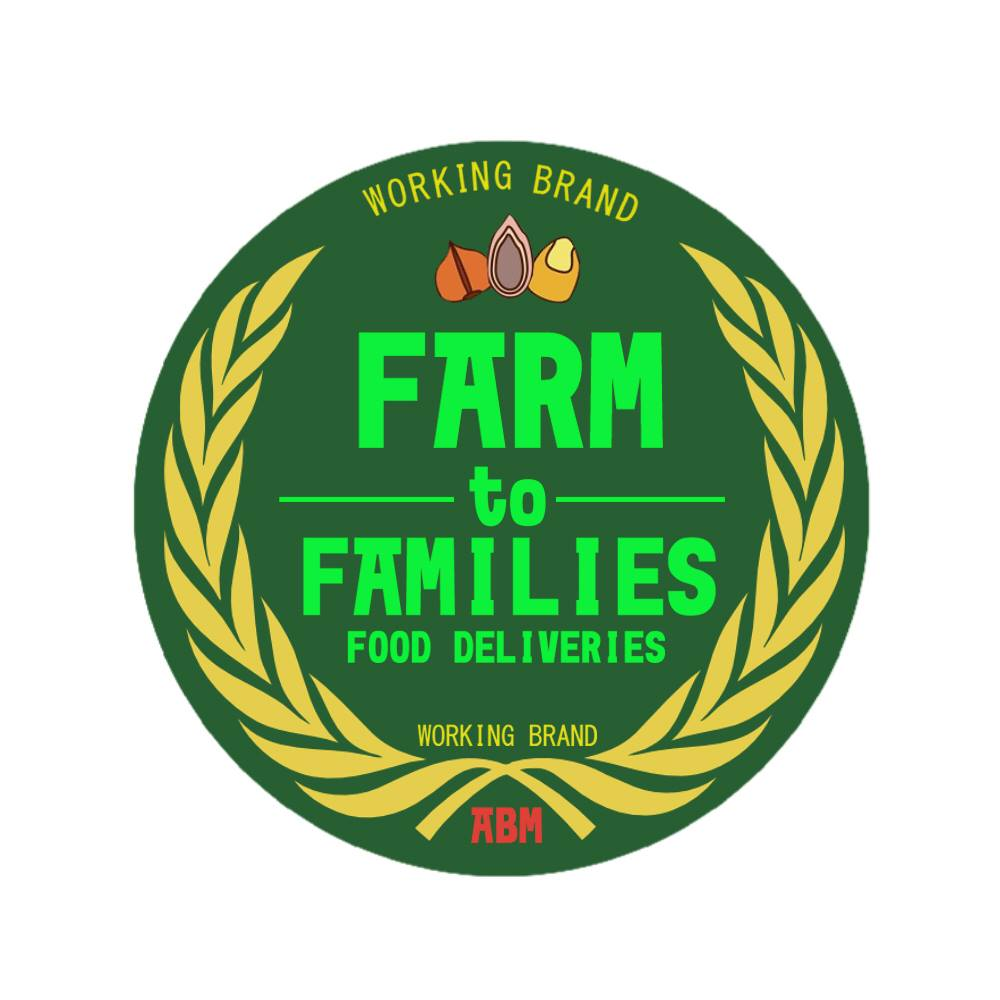 WORKING BRAND
FARM
to
FAMILIES
FOOD DELIVERIES
WORKING BRAND
ABM